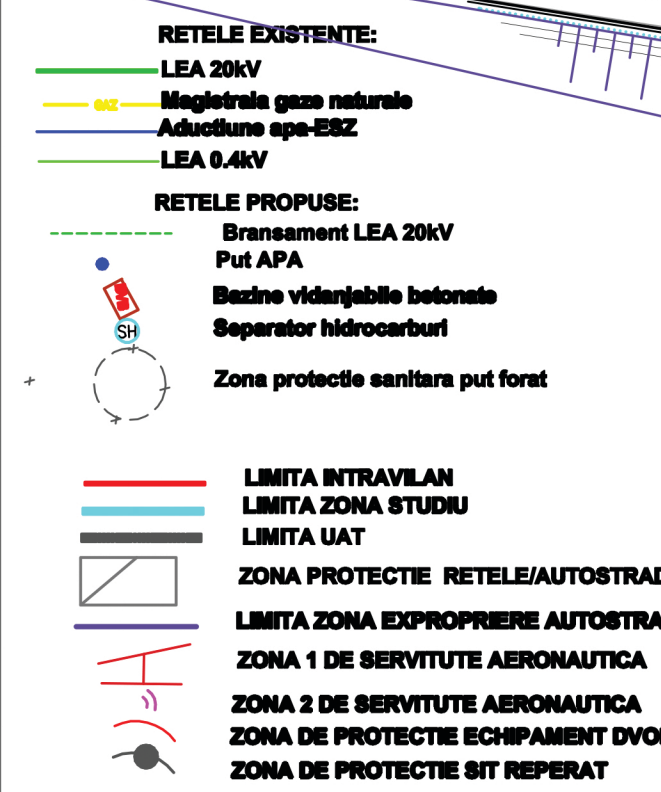 RETELE EXISTENTE:
LEA 20kV
GAZ Magistrala gaze naturale
Aductiune apa-ESZ
LEA 0.4kV
RETELE PROPUSE:
Bransament LEA 20kV
Put APA
Bazine vidanjabile betonate
SH Separator hidrocarburi
Zona protectie sanitara put forat
LIMITA INTRAVILAN
LIMITA ZONA STUDIU
LIMITA UAT
ZONA PROTECTIE RETELE/AUTOSTRAD
LIMITA ZONA EXPROPRIERE AUTOSTRA
ZONA 1 DE SERVITUTE AERONAUTICA
ZONA 2 DE SERVITUTE AERONAUTICA
ZONA DE PROTECTIE ECHIPAMENT DVO
ZONA DE PROTECTIE SIT REPERAT